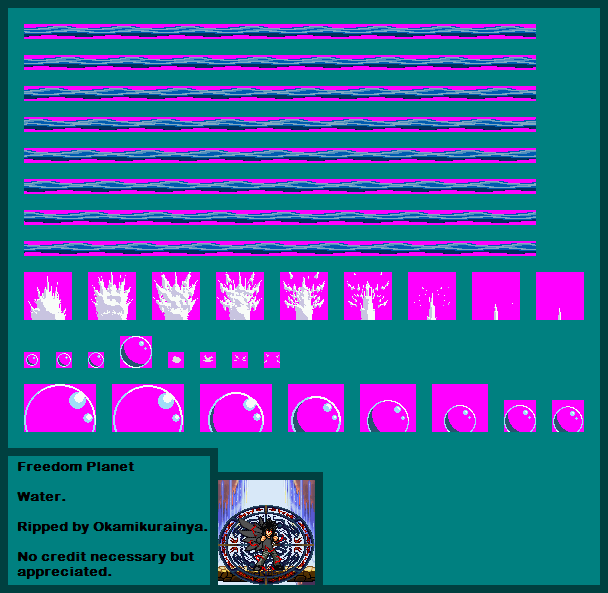 Freedom Planet
Water.
Ripped by Okamikurainya.
No credit necessary but
appreciated.